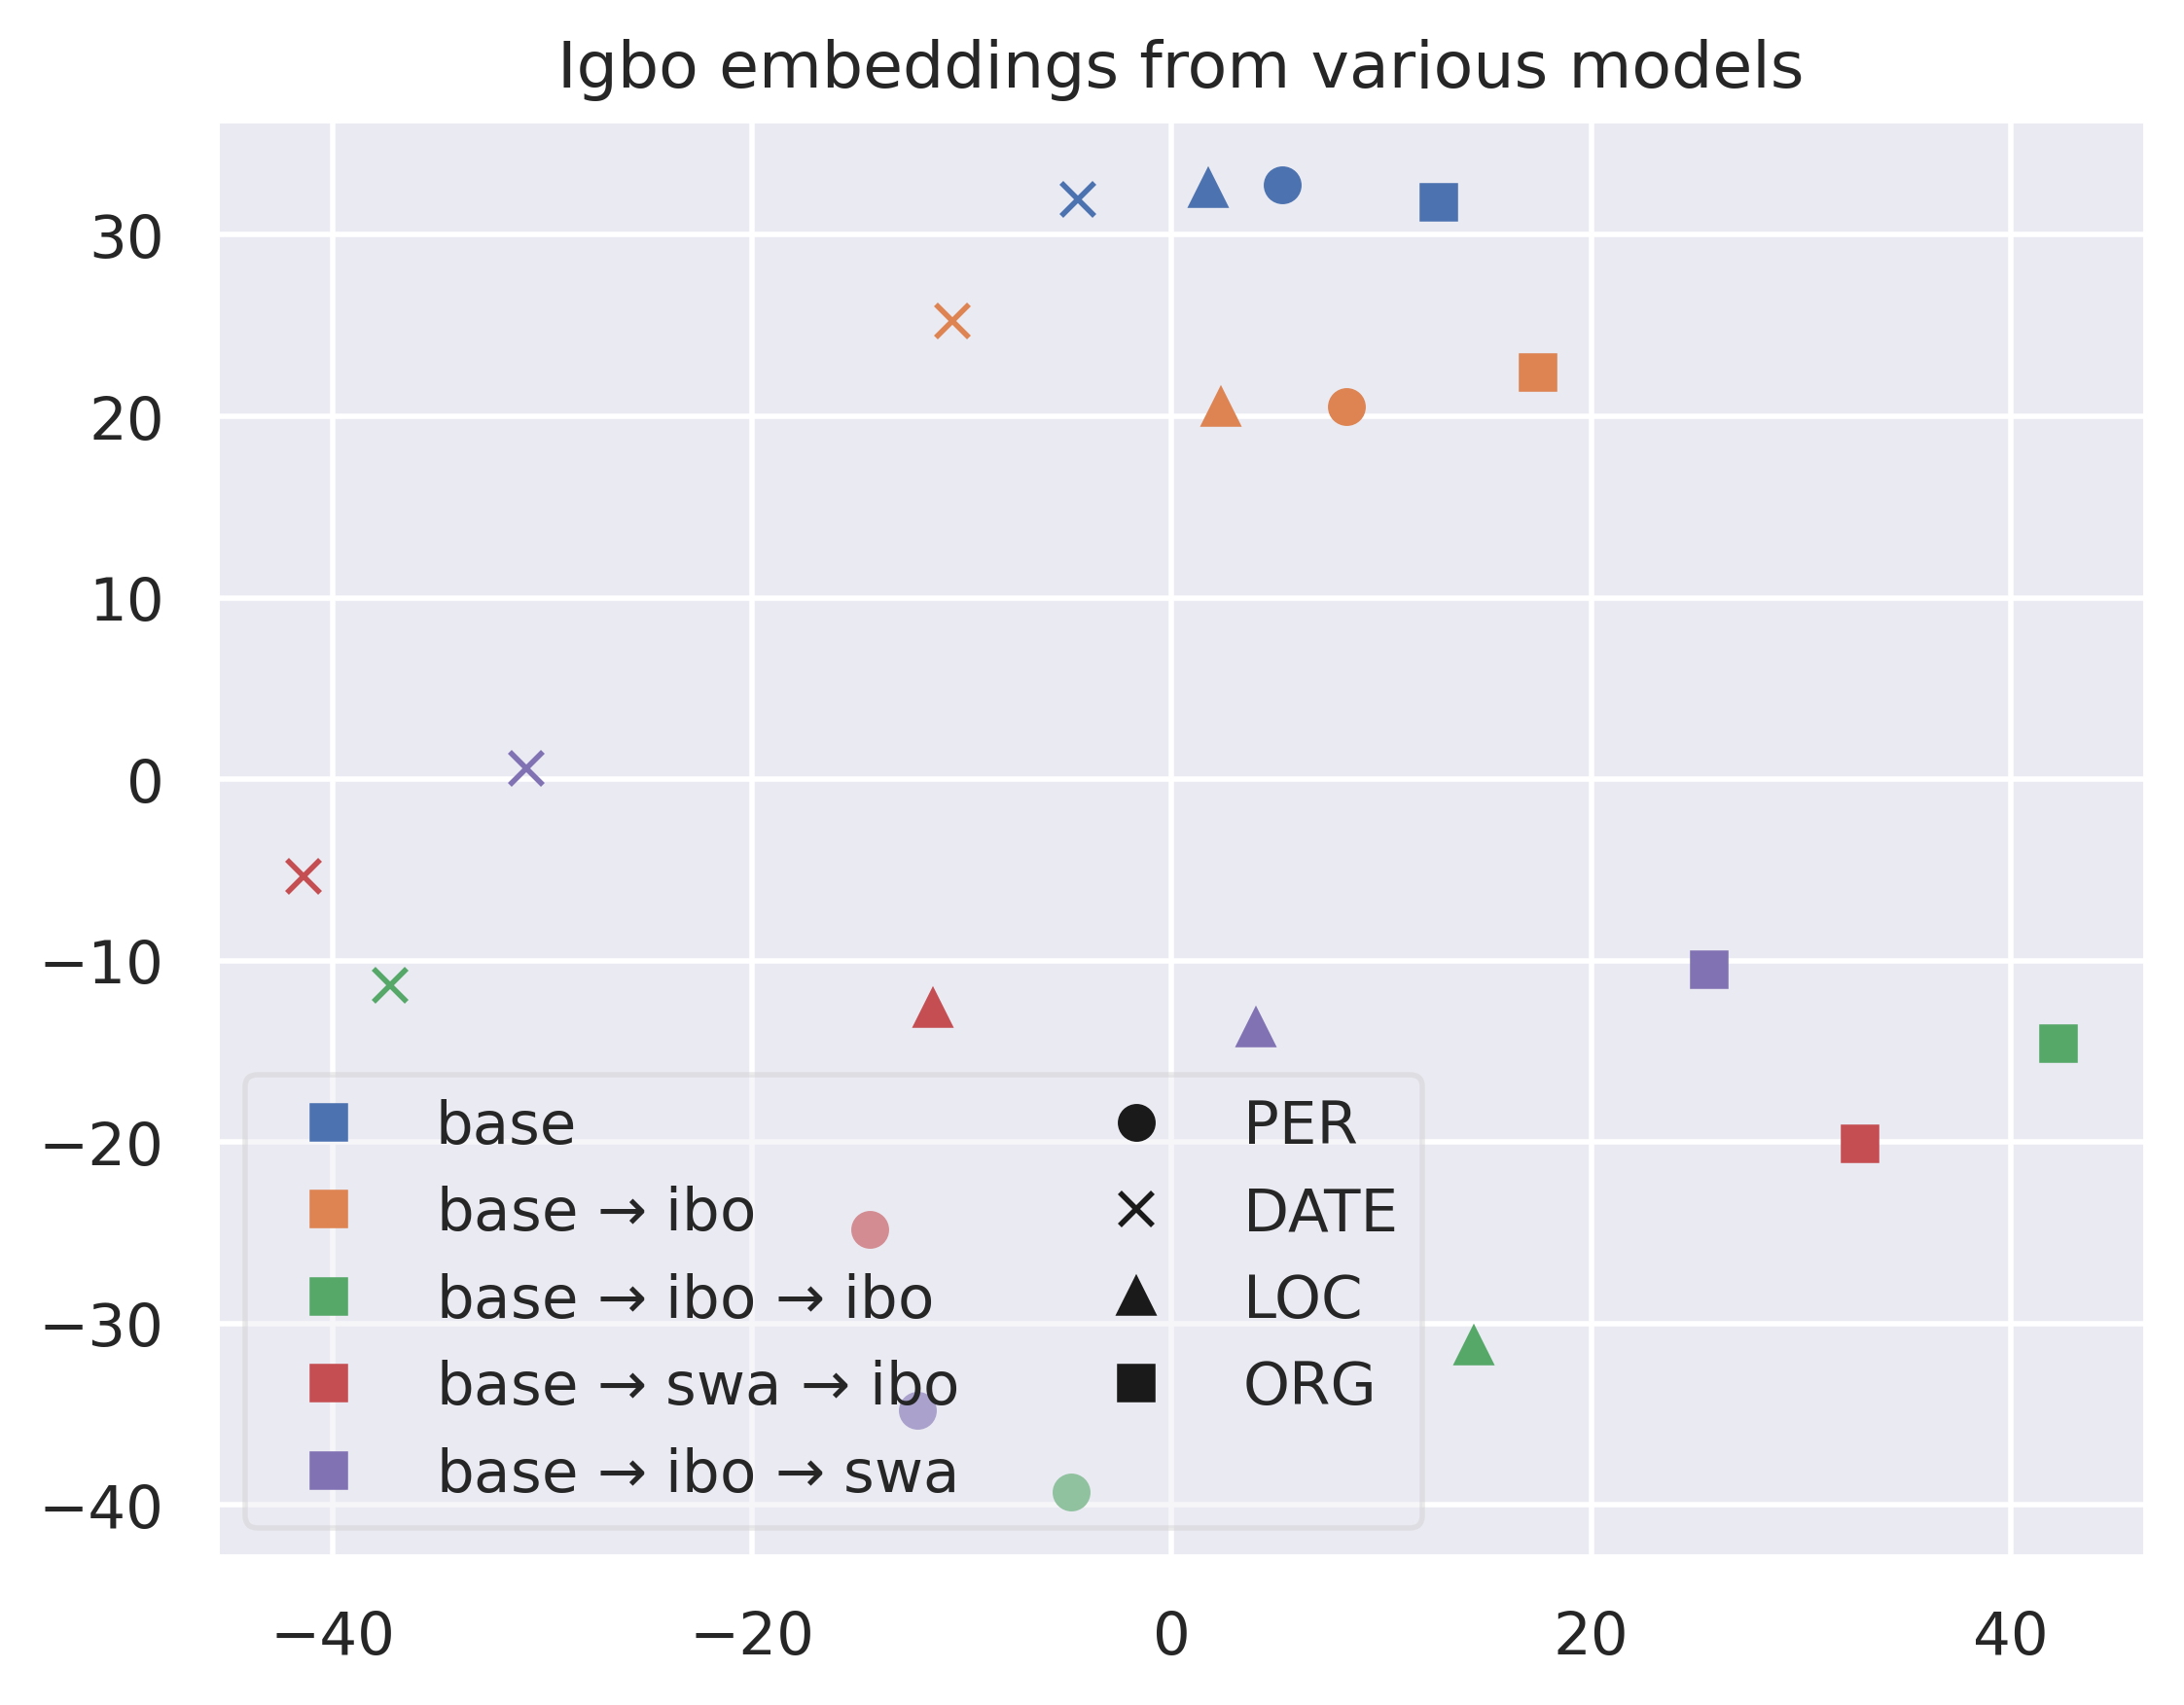 Igbo embeddings from various models
30
20
10
0
−10
−20
−30
−40
base
base → ibo
base → ibo → ibo
base → swa → ibo
base → ibo → swa
PER
DATE
LOC
ORG
−40 −20 0 20 40